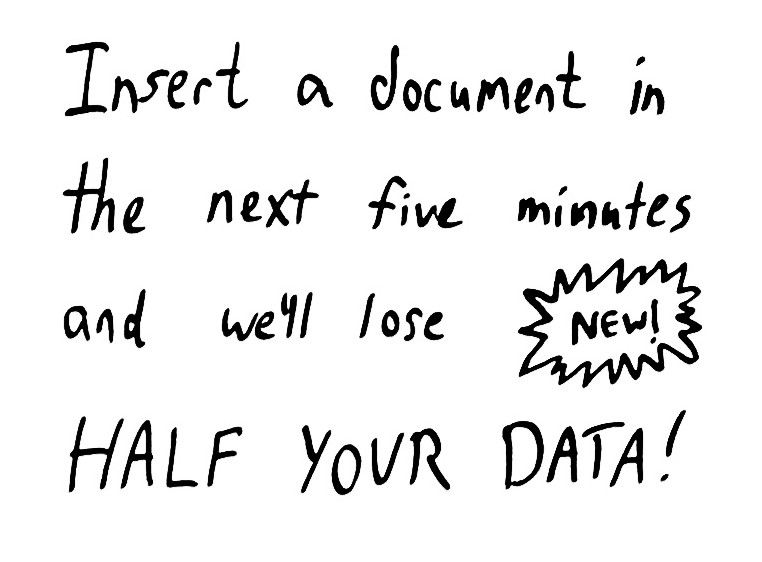 Insert a document in
the next five minutes
and we'll lose NEW!
HALF YOUR DATA!